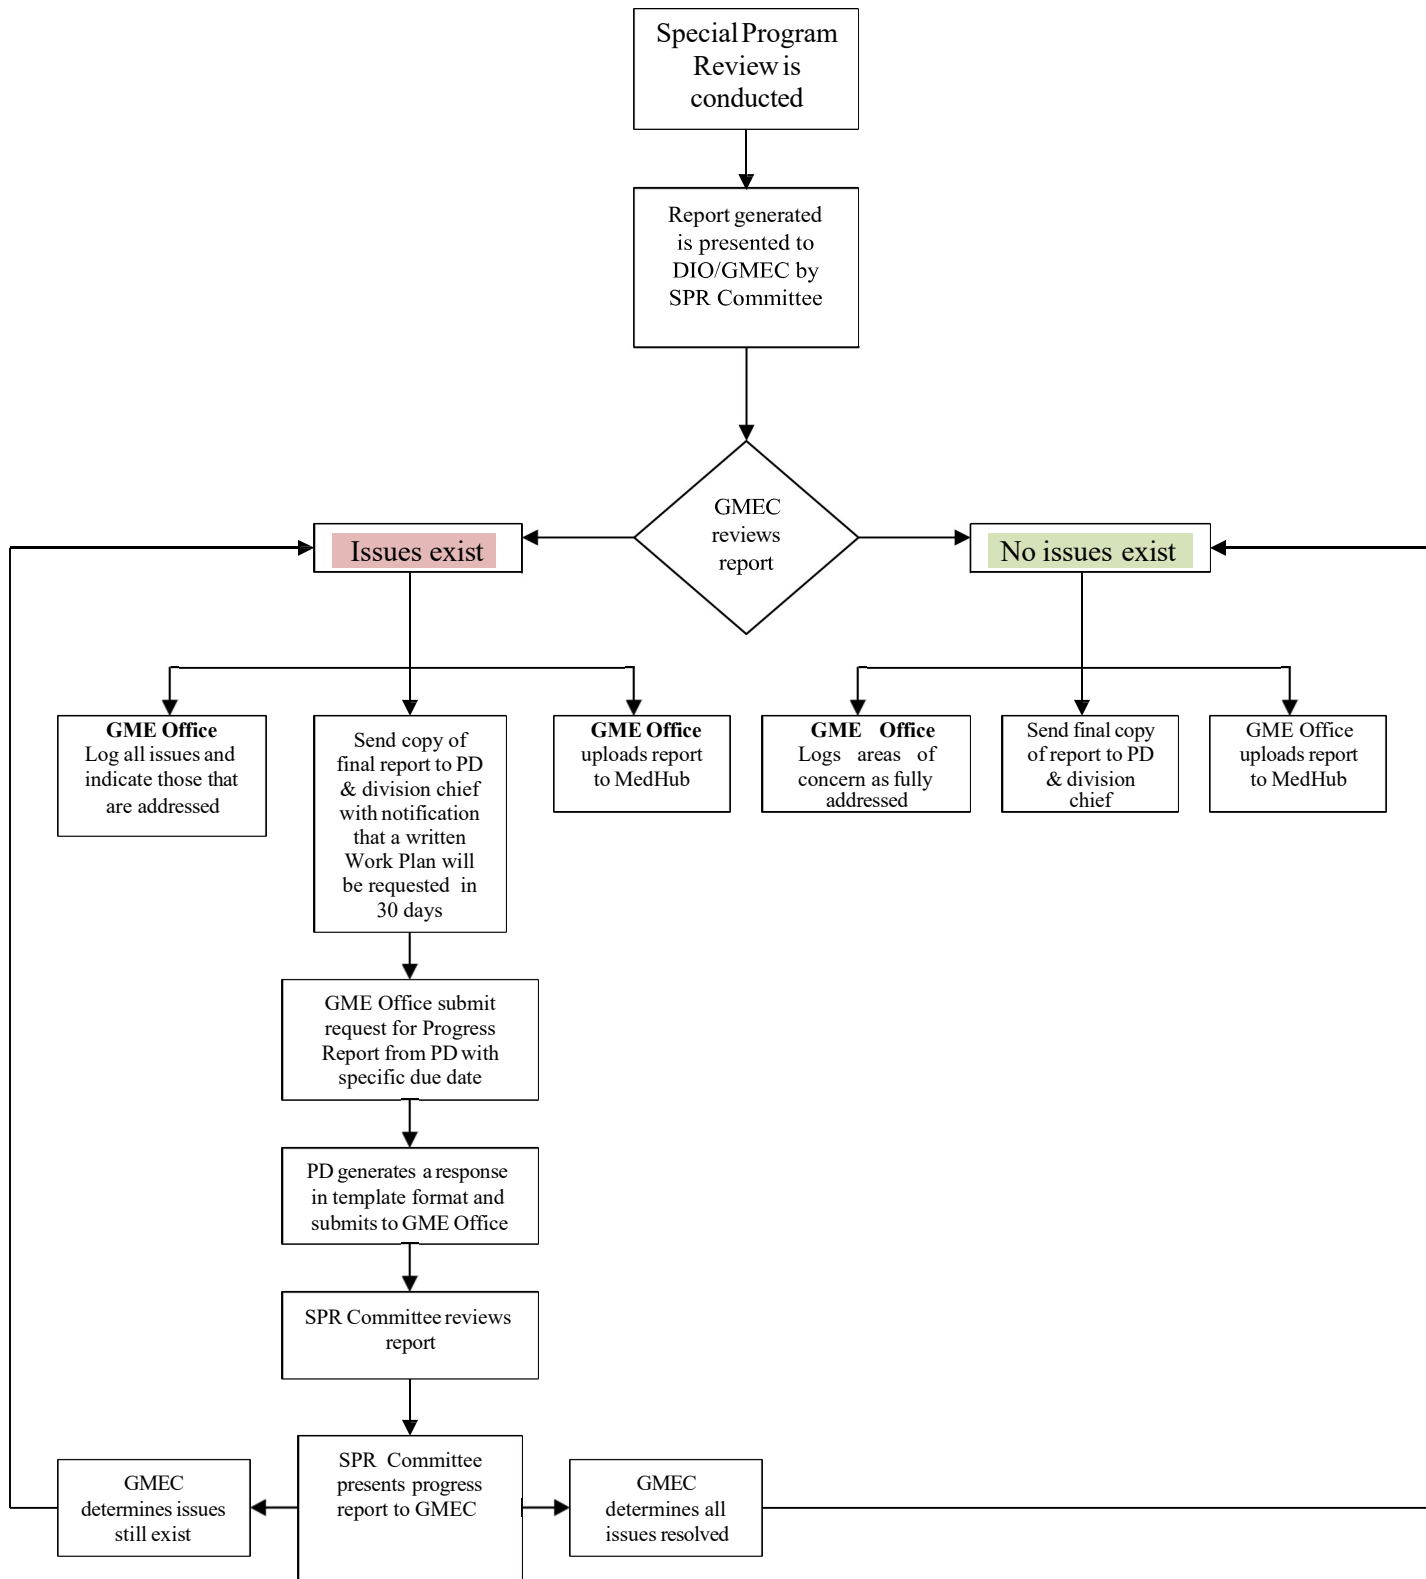 Special Program
Review is
conducted
Report generated
is presented to
DIO/GMEC by
SPR Committee
GMEC
reviews
report
Issues exist
No issues exist
GME Office
Log all issues and
indicate those that
are addressed
Send copy of
final report to PD
& division chief
with notification
that a written
Work Plan will
be requested in
30 days
GME Office
uploads report
to MedHub
GME Office
Logs areas of
concern as fully
addressed
Send final copy
of report to PD
& division
chief
GME Office
uploads report
to MedHub
GME Office submit
request for Progress
Report from PD with
specific due date
PD generates a response
in template format and
submits to GME Office
SPR Committee reviews
report
SPR Committee
presents progress
report to GMEC
GMEC
determines issues
still exist
GMEC
determines all
issues resolved